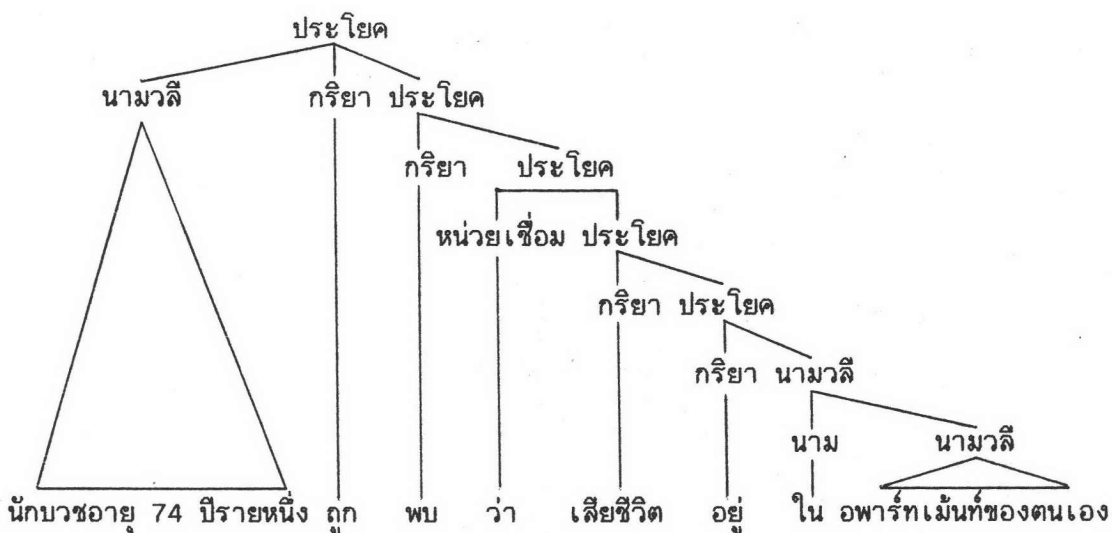 ประโยค
นามวลี กริยา ประโยค
กริยา ประโยค
หน่วยเชื่อม ประโยค
กริยา ประโยค
กริยา นามวลี
นาม นามวลี
นักบวชอายุ 74 ปีรายหนึ่ง ถูก พบ ว่า เสียชีวิต อยู่ ใน อพาร์ทเม้นท์ของตนเอง